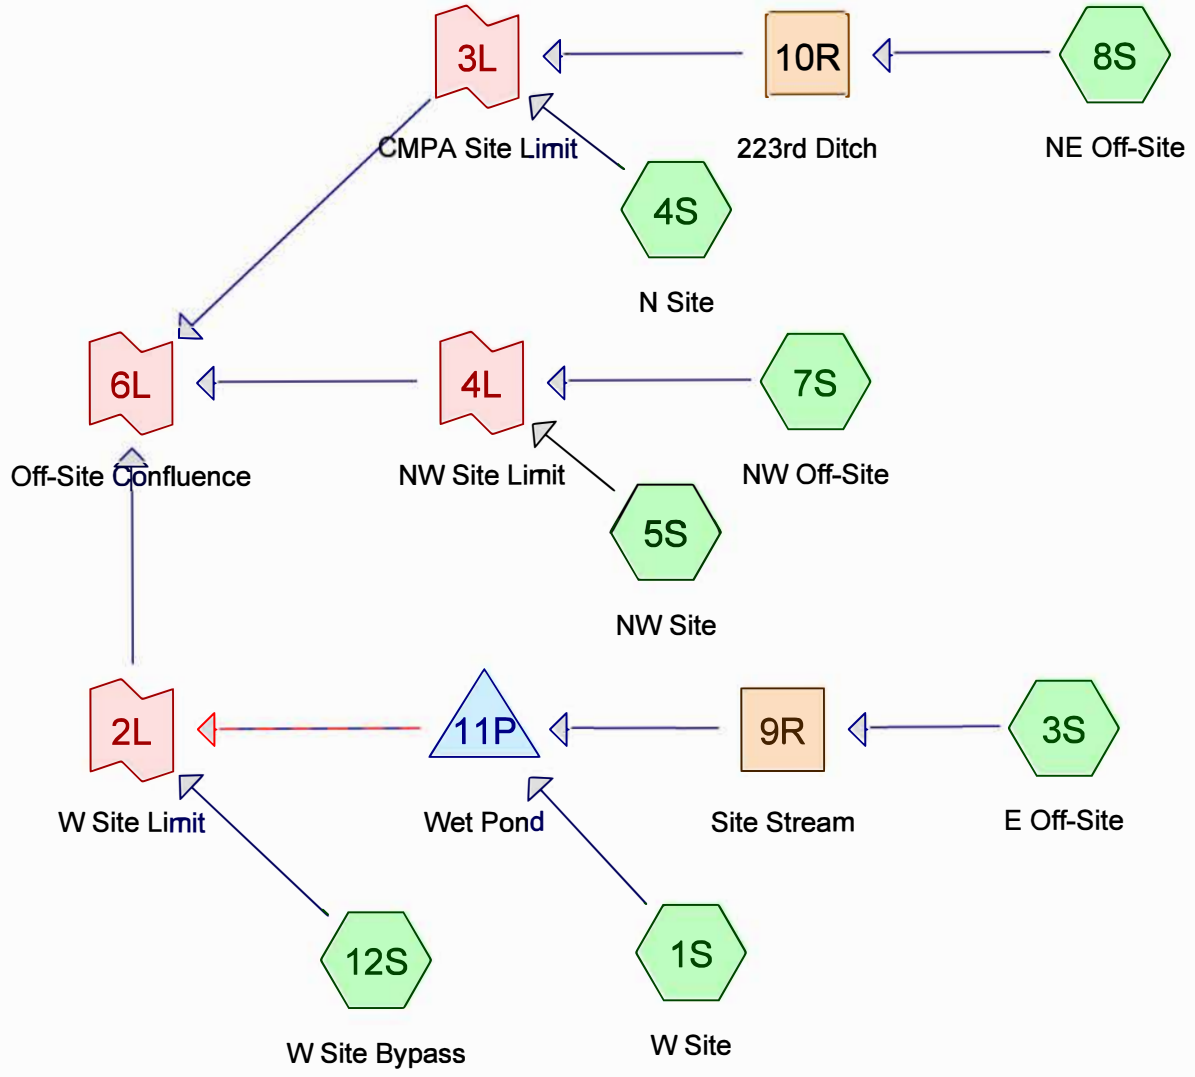 3L
10R
8S
CMPA Site Limit
223rd Ditch
NE Off-Site
4S
N Site
6L
4L
7S
Off-Site Confluence
NW Site Limit
NW Off-Site
5S
NW Site
2L
11P
9R
3S
W Site Limit
Wet Pond
Site Stream
E Off-Site
12S
1S
W Site Bypass
W Site